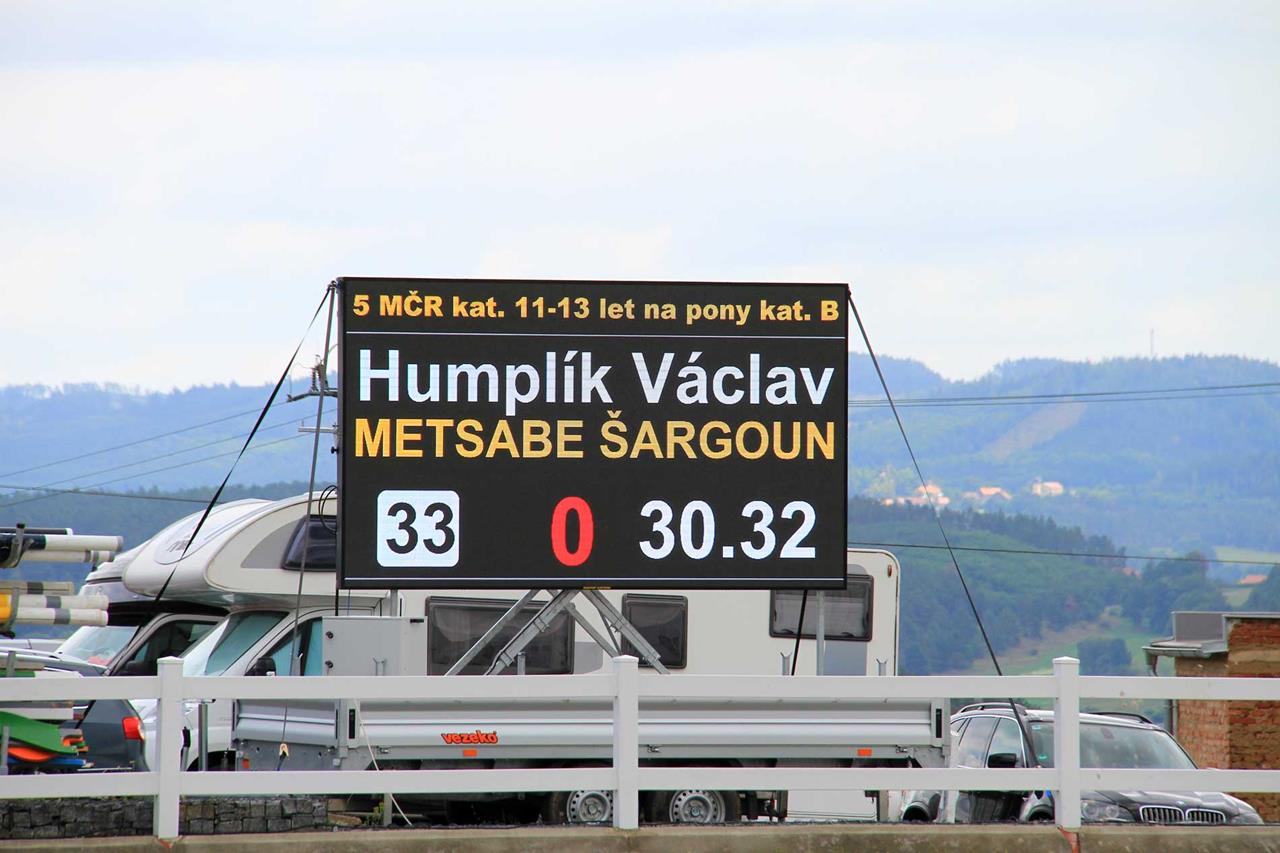 5 MČR kat. 11-13 let na pony kat. B
Humplík Václav
METSABE ŠARGOUN
33 0 30.32
vezeko